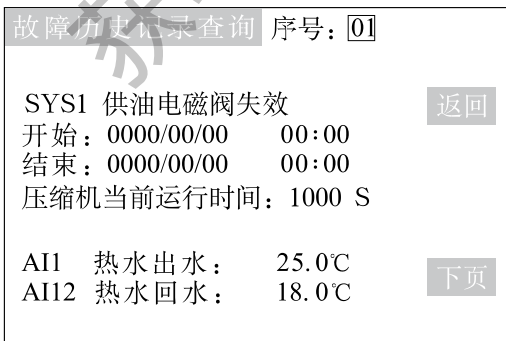 故障历史记录查询 序号：01
SYS1 供油电磁阀失效
返回
开始：0000/00/00 00:00
结束：0000/00/00 00:00
压缩机当前运行时间：1000 S
AI1 热水出水： 25.0℃
AI12 热水回水： 18.0℃
下页